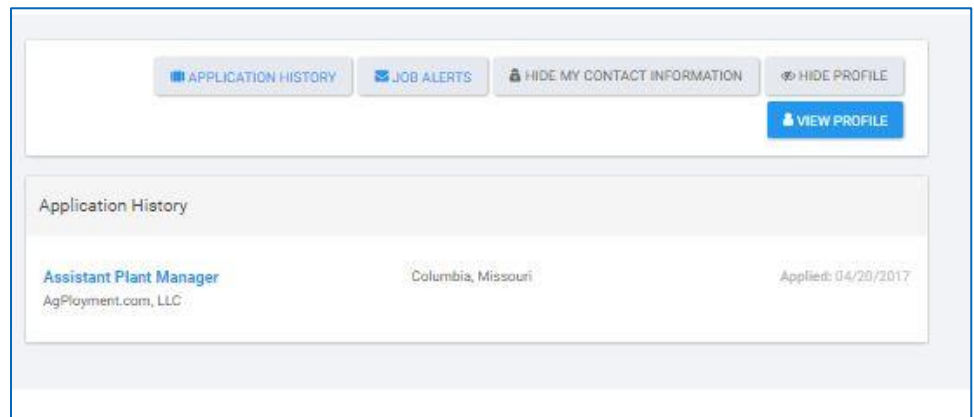 APPLICATION HISTORY JOB ALERTS HIDE MY CONTACT INFORMATION HIDE PROFILE
VIEW PROFILE
Application History
Assistant Plant Manager Columbia, Missouri Applied: 04/20/2017
AgPloyment.com, LLC